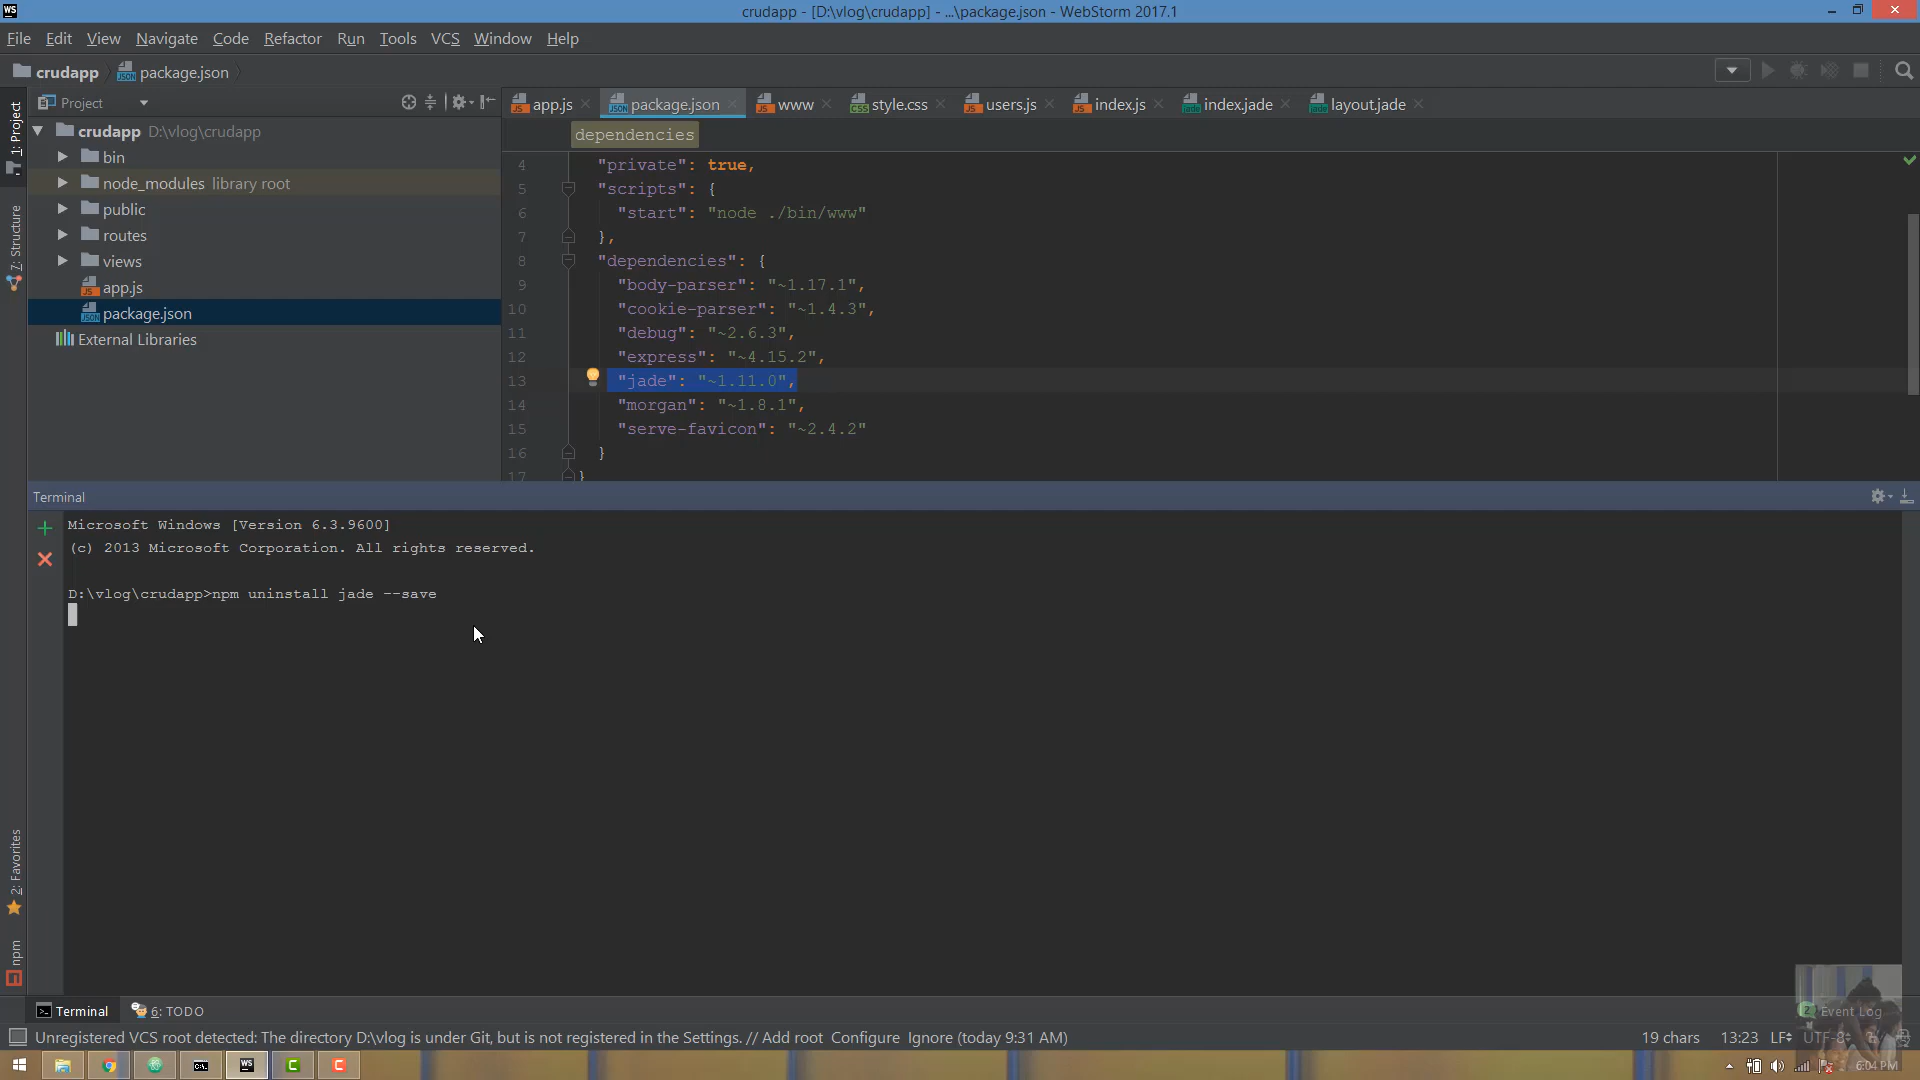 WS
crudapp - [D:\vlog\crudapp] - ...\package.json - WebStorm 2017.1
File Edit View Navigate Code Refactor Run Tools VCS Window Help
crudapp package.json
1: Project
Project
app.js package.json www style.css users.js index.js index.jade layout.jade
crudapp D:\vlog\crudapp
dependencies
bin
node_modules library root
public
routes
views
app.js
package.json
External Libraries
4 "private": true,
5 "scripts": {
6 "start": "node ./bin/www"
7 },
8 "dependencies": {
9 "body-parser": "~1.17.1",
10 "cookie-parser": "~1.4.3",
11 "debug": "~2.6.3",
12 "express": "~4.15.2",
13 "jade": "~1.11.0",
14 "morgan": "~1.8.1",
15 "serve-favicon": "~2.4.2"
16 }
17 }
7: Structure
Terminal
Microsoft Windows [Version 6.3.9600]
(c) 2013 Microsoft Corporation. All rights reserved.
D:\vlog\crudapp>npm uninstall jade --save
2: Favorites
npm
Terminal 6: TODO
Event Log
Unregistered VCS root detected: The directory D:\vlog is under Git, but is not registered in the Settings. // Add root Configure Ignore (today 9:31 AM)
19 chars 13:23 LF÷ UTF-8÷
6:04 PM